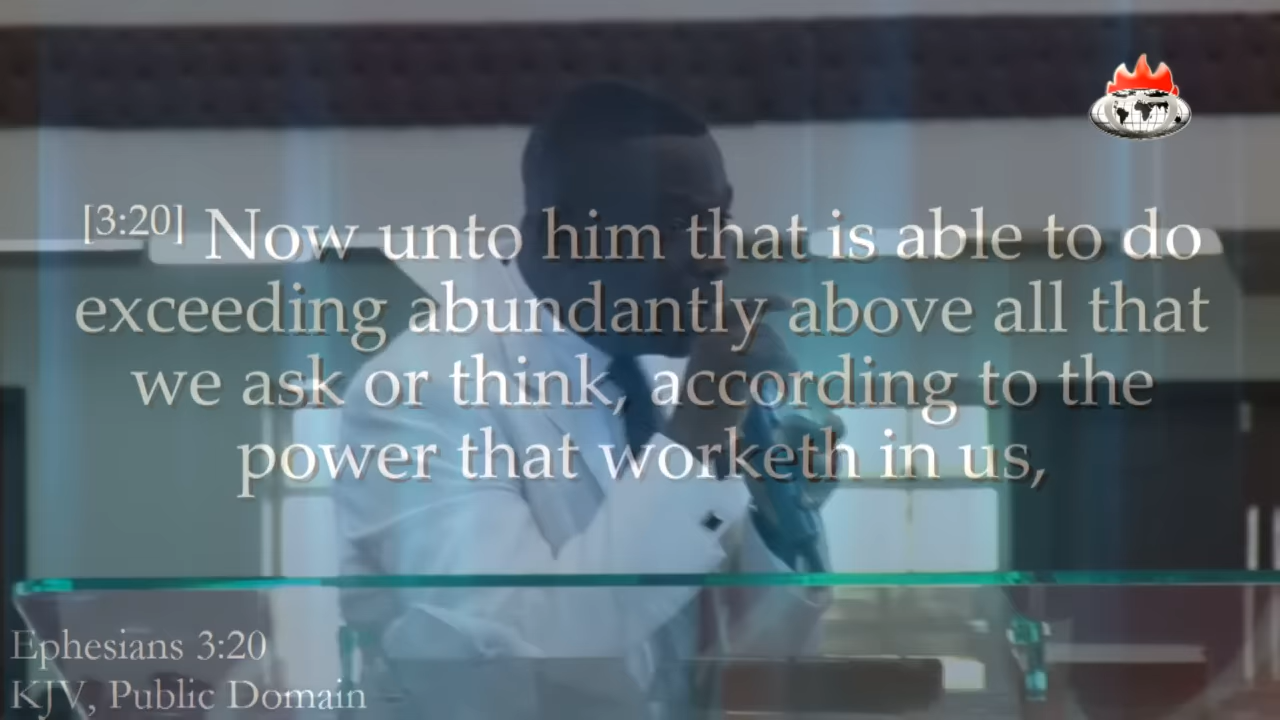 [3:20] Now unto him that is able to do
exceeding abundantly above all that
we ask or think, according to the
power that worketh in us,
Ephesians 3:20
KJV, Public Domain